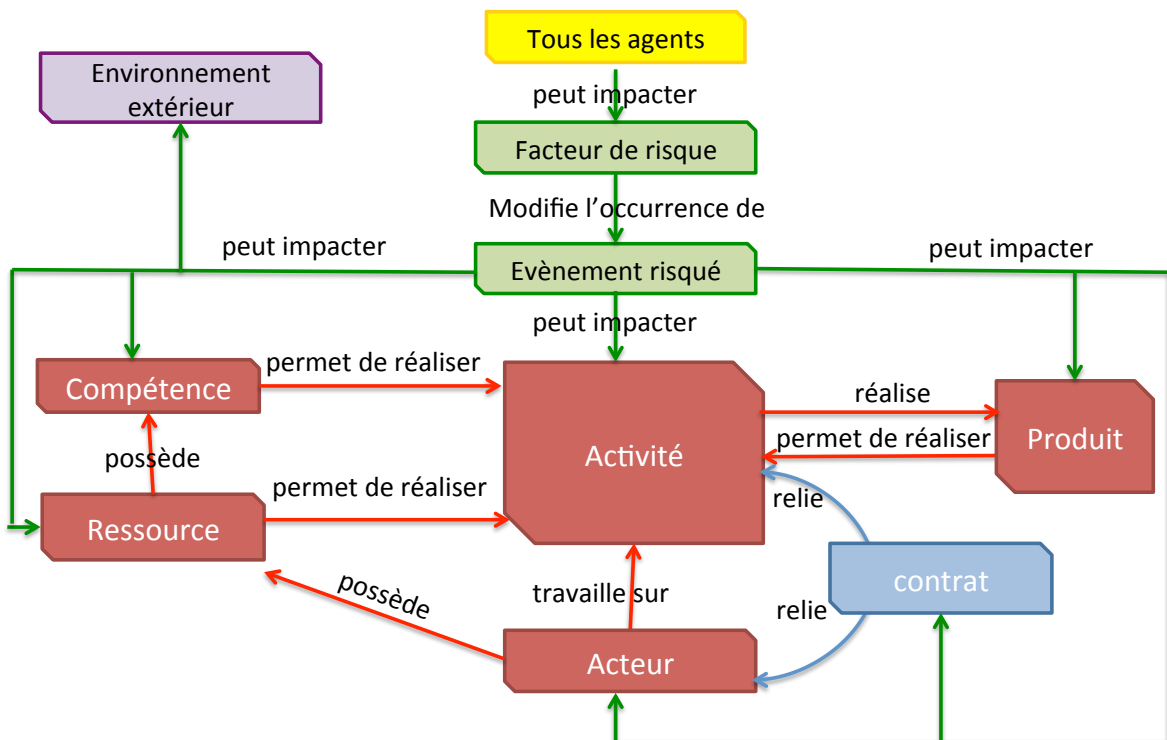 Tous les agents
Environnement
extérieur
peut impacter
Facteur de risque
Modifie l'occurrence de
peut impacter
Evènement risqué
peut impacter
peut impacter
Compétence
permet de réaliser
Activité
réalise
permet de réaliser
Produit
possède
permet de réaliser
Ressource
relie
possède
travaille sur
contrat
relie
Acteur